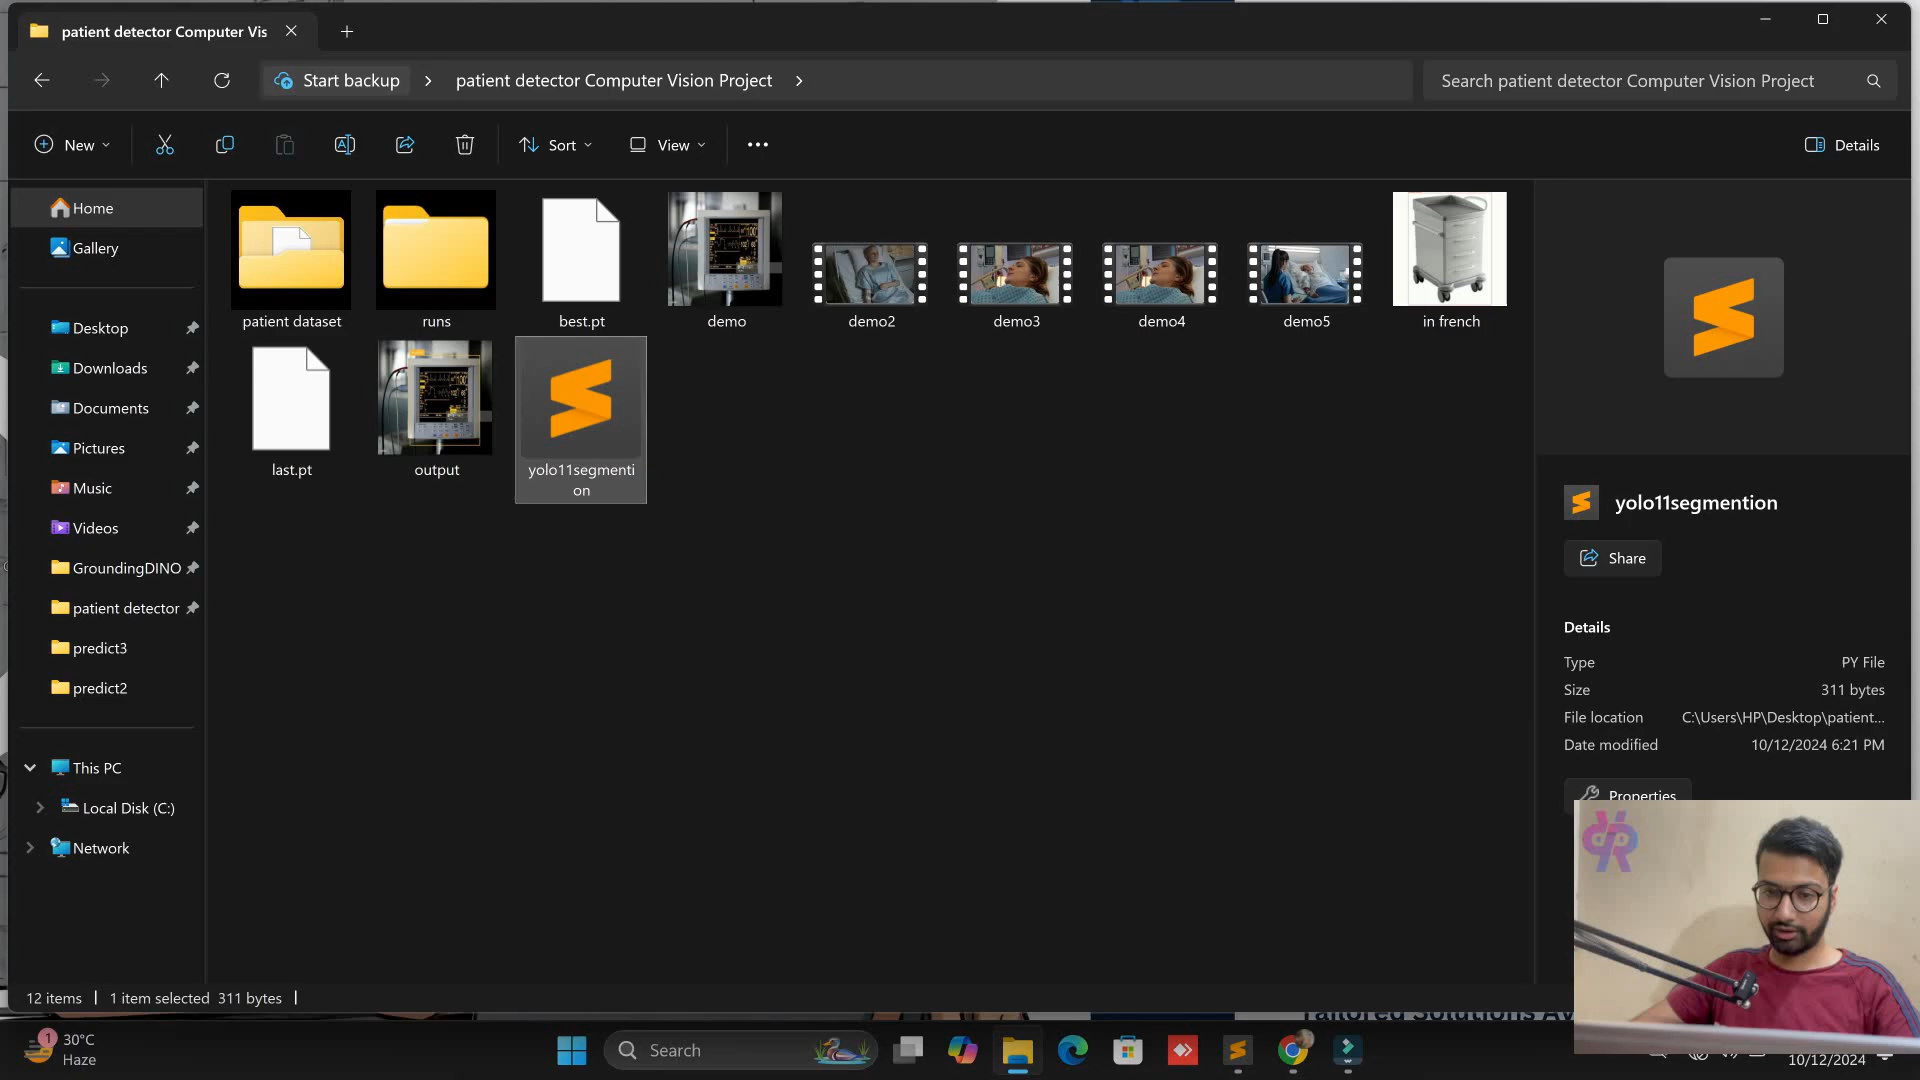 patient detector Computer Vis
Start backup
patient detector Computer Vision Project
Search patient detector Computer Vision Project
New
Sort
View
Details
Home
Gallery
Desktop
Downloads
Documents
Pictures
Music
Videos
GroundingDINO
patient detector
predict3
predict2
This PC
Local Disk (C:)
Network
patient dataset
runs
best.pt
demo
demo2
demo3
demo4
demo5
in french
last.pt
output
yolo11segmenti
on
yolo11segmention
Share
Details
Type PY File
Size 311 bytes
File location C:\Users\HP\Desktop\patient...
Date modified 10/12/2024 6:21 PM
Properties
12 items
1 item selected 311 bytes
1
30°C
Haze
Search
10/12/2024